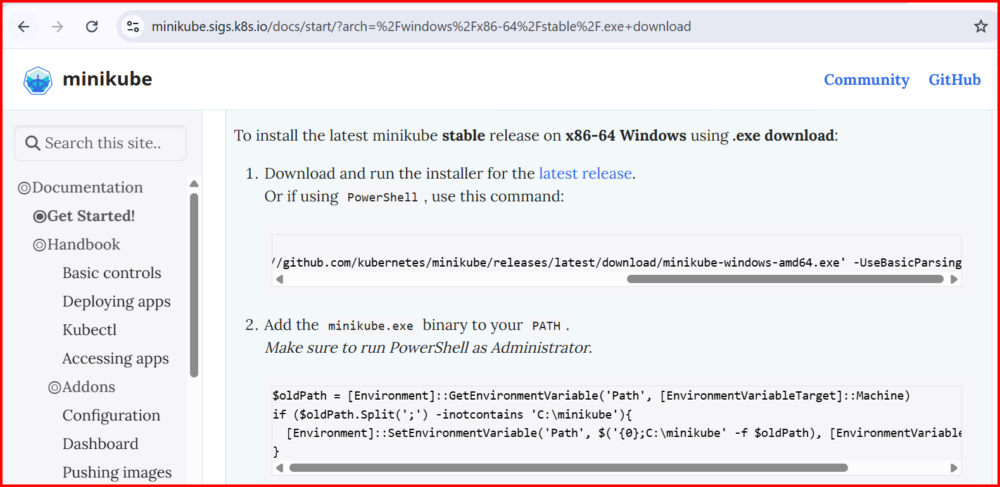 minikube.sigs.k8s.io/docs/start/?arch=%2Fwindows%2Fx86-64%2Fstable%2F.exe+download
minikube
Community GitHub
Search this site..
Documentation
Get Started!
Handbook
Basic controls
Deploying apps
Kubectl
Accessing apps
Addons
Configuration
Dashboard
Pushing images
To install the latest minikube stable release on x86-64 Windows using .exe download:
1. Download and run the installer for the latest release.
Or if using PowerShell , use this command:
//github.com/kubernetes/minikube/releases/latest/download/minikube-windows-amd64.exe' -UseBasicParsing
2. Add the minikube.exe binary to your PATH .
Make sure to run PowerShell as Administrator.
$oldPath = [Environment]::GetEnvironmentVariable('Path', [EnvironmentVariableTarget]::Machine)
if ($oldPath.Split(';') -inotcontains 'C:\minikube'){
  [Environment]::SetEnvironmentVariable('Path', $('{0};C:\minikube' -f $oldPath), [EnvironmentVariable
}